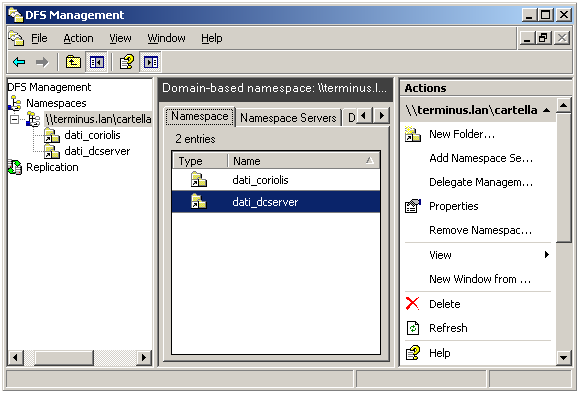 DFS Management
File Action View Window Help
DFS Management
Namespaces
\\terminus.lan\cartella
dati_coriolis
dati_dcserver
Replication
Domain-based namespace: \\terminus.l...
Namespace Namespace Servers D
2 entries
Type Name
dati_coriolis
dati_dcserver
Actions
\\terminus.lan\cartella
New Folder...
Add Namespace Se...
Delegate Managem...
Properties
Remove Namespac...
View
New Window from ...
Delete
Refresh
Help